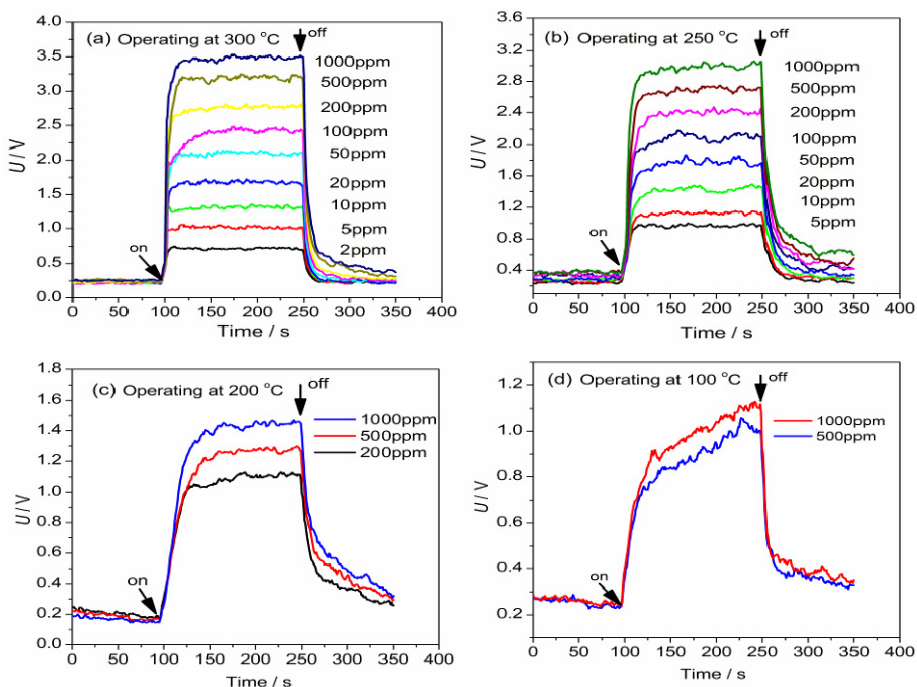 (a) Operating at 300 °C
off
1000ppm
500ppm
200ppm
100ppm
50ppm
20ppm
10ppm
5ppm
2ppm
on
U / V
4.0
3.5
3.0
2.5
2.0
1.5
1.0
0.5
0.0
0 50 100 150 200 250 300 350 400
Time / s
(b) Operating at 250 °C
off
1000ppm
500ppm
200ppm
100ppm
50ppm
20ppm
10ppm
5ppm
on
U / V
3.6
3.2
2.8
2.4
2.0
1.6
1.2
0.8
0.4
0 50 100 150 200 250 300 350 400
Time / s
(c) Operating at 200 °C
off
1000ppm
500ppm
200ppm
on
U / V
1.8
1.6
1.4
1.2
1.0
0.8
0.6
0.4
0.2
0.0
0 50 100 150 200 250 300 350 400
Time / s
(d) Operating at 100 °C
off
1000ppm
500ppm
on
U / V
1.2
1.0
0.8
0.6
0.4
0.2
0 50 100 150 200 250 300 350 400
Time / s